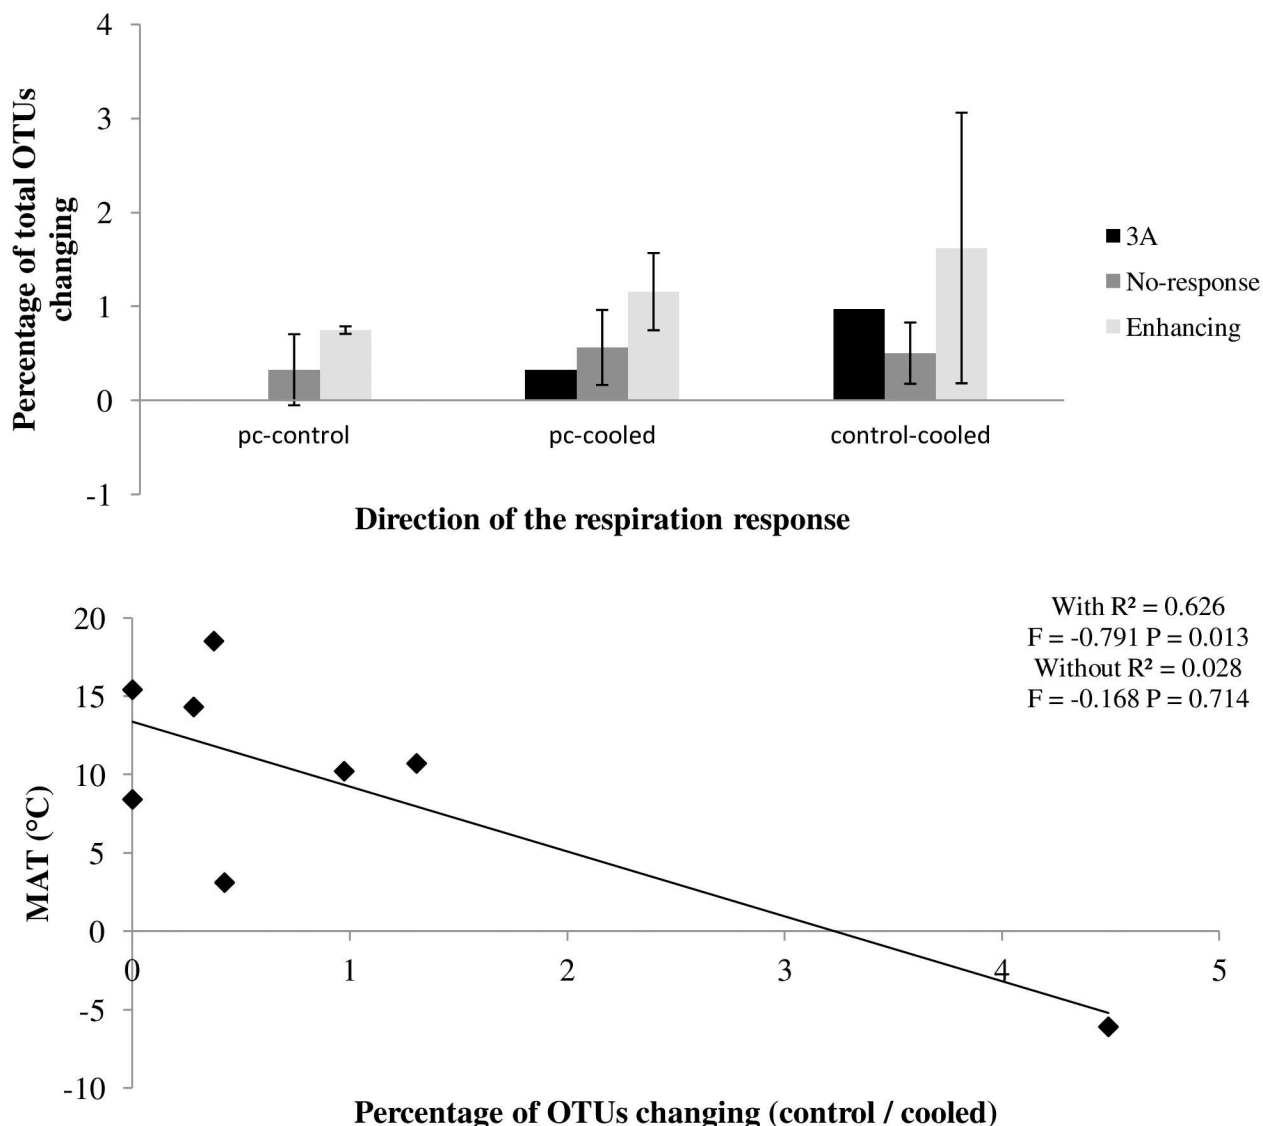 4
3
2
1
0
-1
Percentage of total OTUs
changing
pc-control
pc-cooled
control-cooled
Direction of the respiration response
3A
No-response
Enhancing
With R² = 0.626
F = -0.791 P = 0.013
Without R² = 0.028
F = -0.168 P = 0.714
20
15
10
5
0
-5
-10
MAT (°C)
0
1
2
3
4
5
Percentage of OTUs changing (control / cooled)